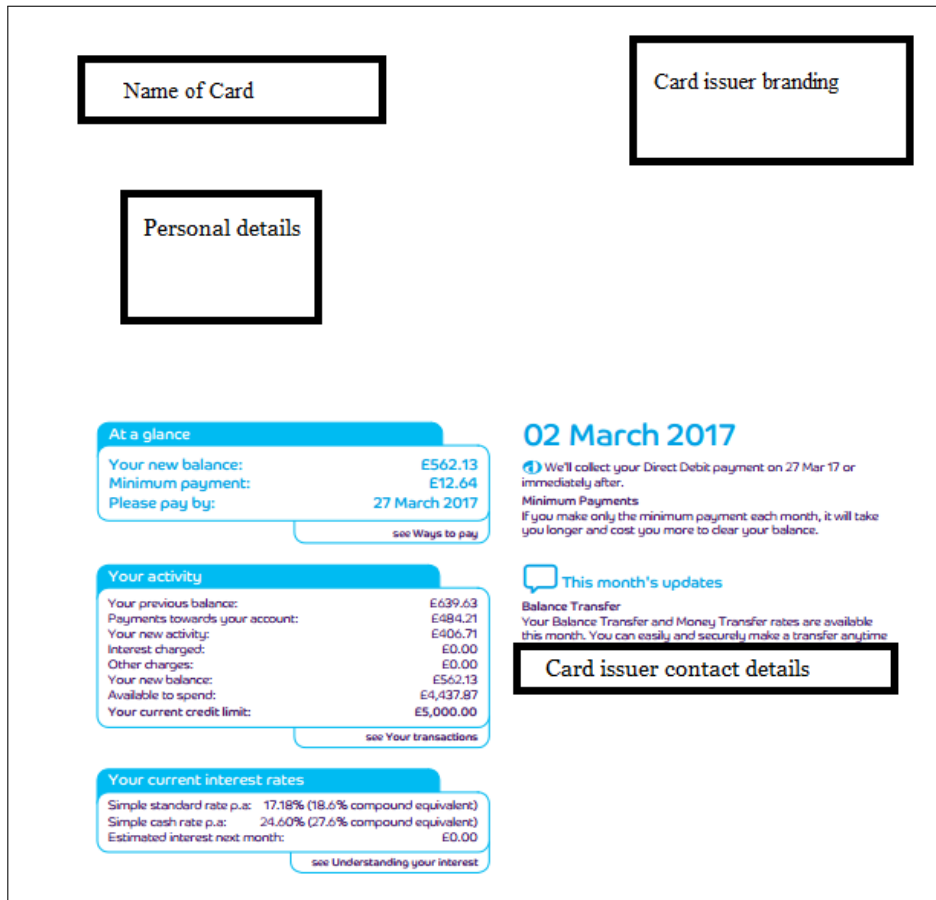 Name of Card
Card issuer branding
Personal details
At a glance
Your new balance: £562.13
Minimum payment: £12.64
Please pay by: 27 March 2017
see Ways to pay
02 March 2017
We'll collect your Direct Debit payment on 27 Mar 17 or
immediately after.
Minimum Payments
If you make only the minimum payment each month, it will take
you longer and cost you more to clear your balance.
Your activity
Your previous balance: £639.63
Payments towards your account: £484.21
Your new activity: £406.71
Interest charged: £0.00
Other charges: £0.00
Your new balance: £562.13
Available to spend: £4,437.87
Your current credit limit: £5,000.00
see Your transactions
This month's updates
Balance Transfer
Your Balance Transfer and Money Transfer rates are available
this month. You can easily and securely make a transfer anytime
Card issuer contact details
Your current interest rates
Simple standard rate p.a: 17.18% (18.6% compound equivalent)
Simple cash rate p.a: 24.60% (27.6% compound equivalent)
Estimated interest next month: £0.00
see Understanding your interest